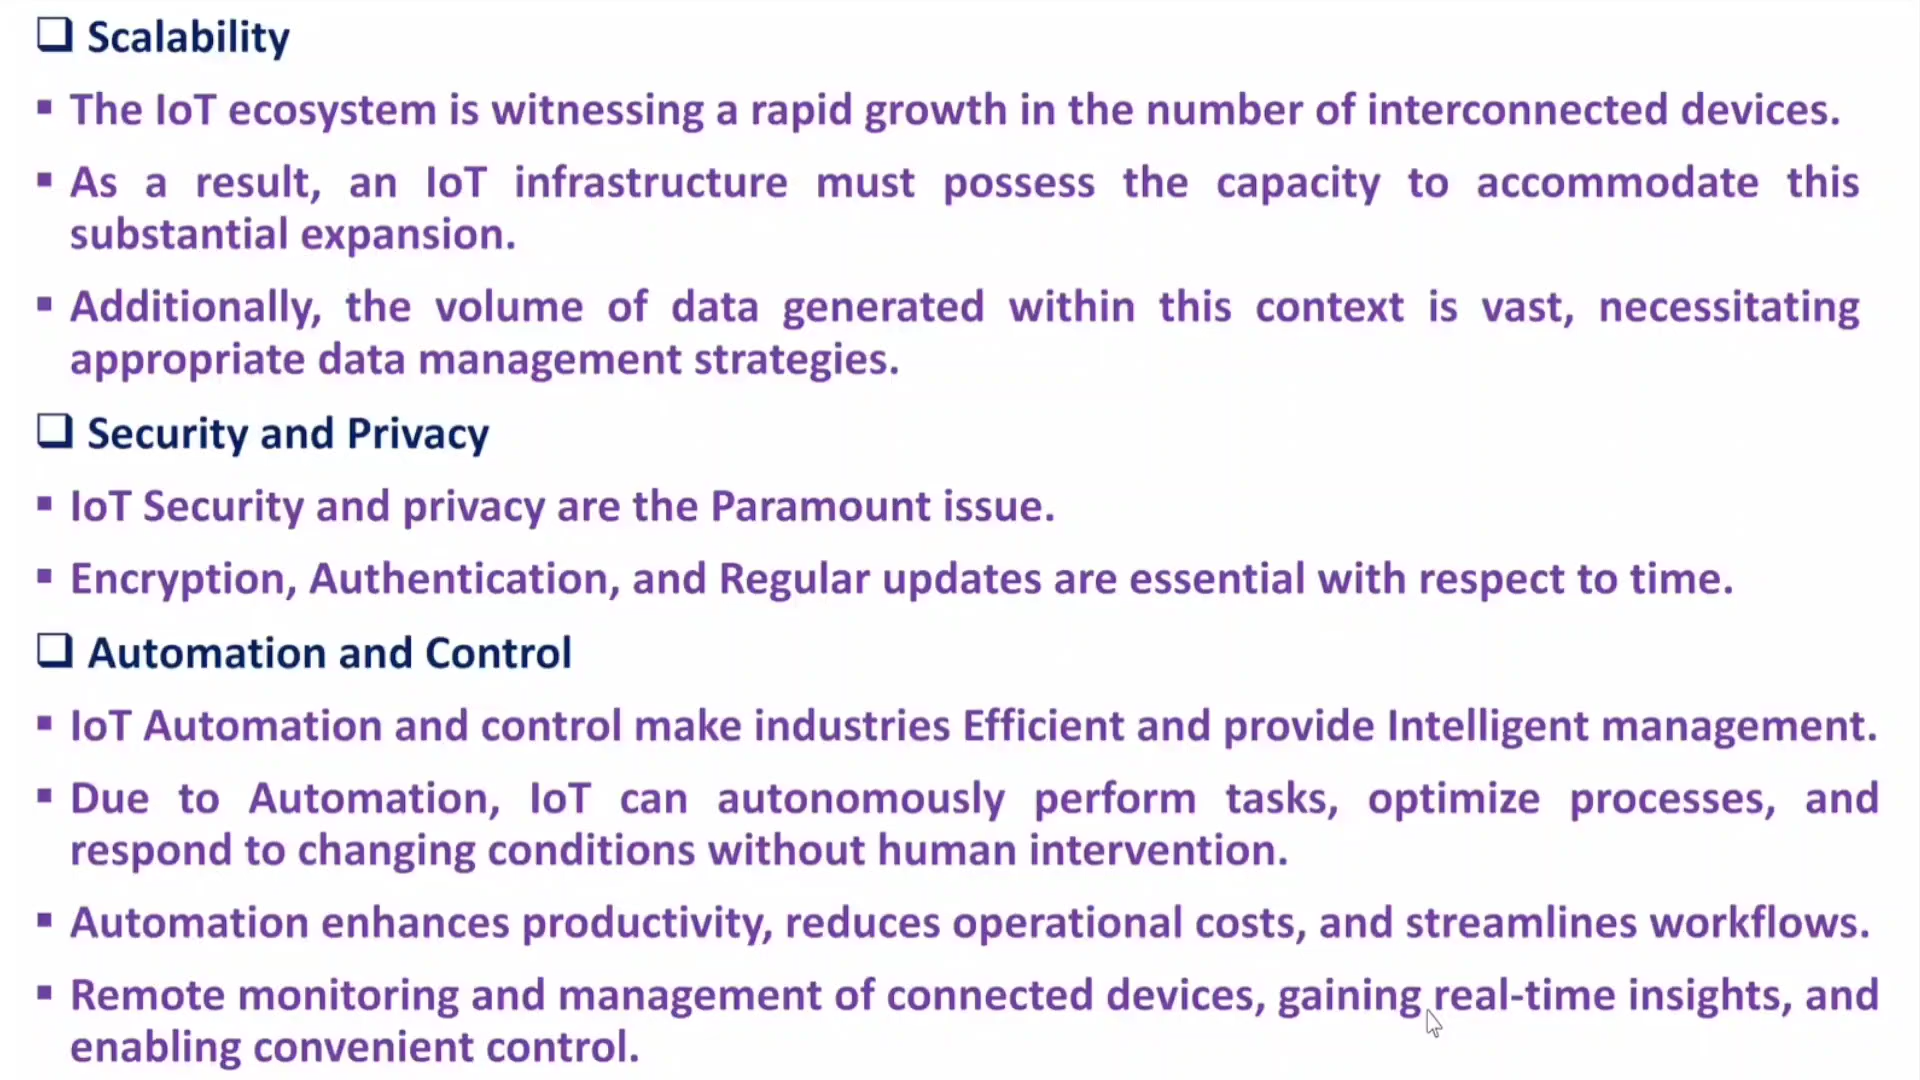 ❑ Scalability
▪ The IoT ecosystem is witnessing a rapid growth in the number of interconnected devices.
▪ As a result, an IoT infrastructure must possess the capacity to accommodate this
substantial expansion.
▪ Additionally, the volume of data generated within this context is vast, necessitating
appropriate data management strategies.
❑ Security and Privacy
▪ IoT Security and privacy are the Paramount issue.
▪ Encryption, Authentication, and Regular updates are essential with respect to time.
❑ Automation and Control
▪ IoT Automation and control make industries Efficient and provide Intelligent management.
▪ Due to Automation, IoT can autonomously perform tasks, optimize processes, and
respond to changing conditions without human intervention.
▪ Automation enhances productivity, reduces operational costs, and streamlines workflows.
▪ Remote monitoring and management of connected devices, gaining real-time insights, and
enabling convenient control.